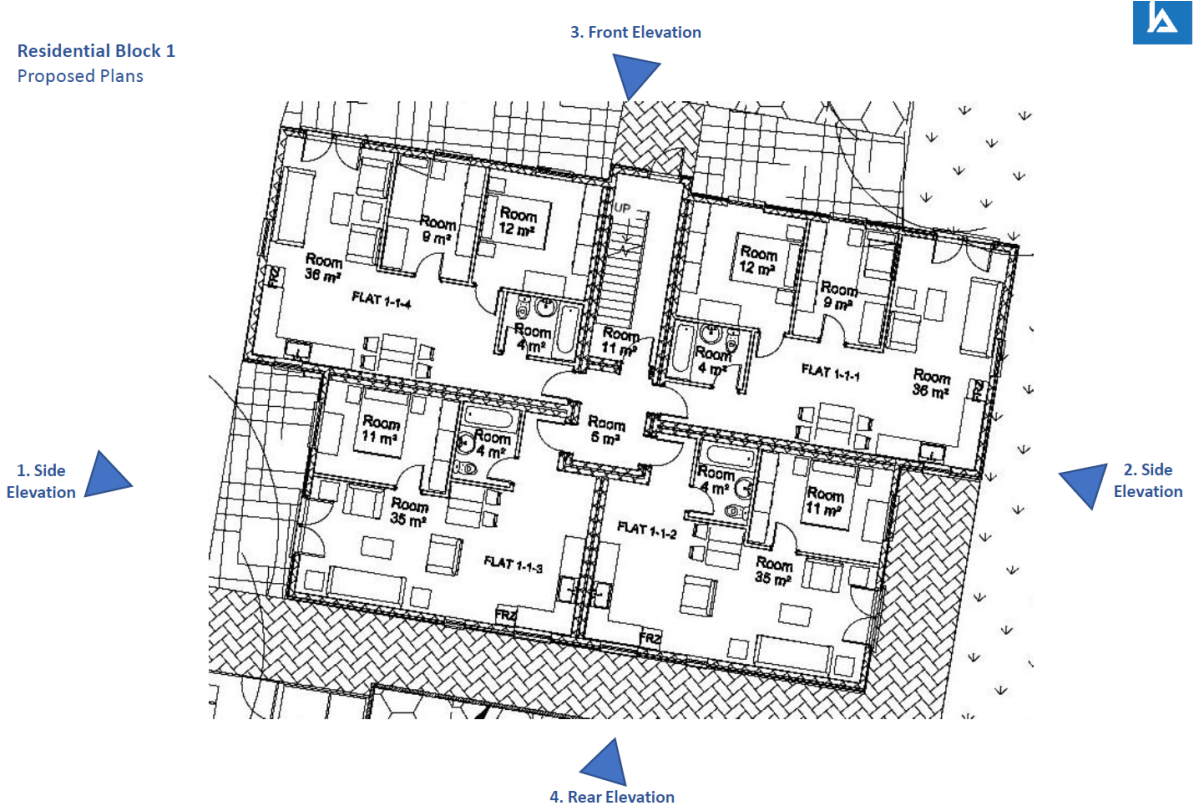 3. Front Elevation
Residential Block 1
Proposed Plans
UP
Room
12 m²
Room
9 m²
Room
36 m²
FRZ
FLAT 1-1-4
Room
4 m²
Room
11 m²
Room
12 m²
Room
9 m²
Room
4 m²
FLAT 1-1-1
Room
36 m²
FRZ
Room
11 m²
Room
4 m²
Room
6 m²
Room
4 m²
Room
11 m²
1. Side
Elevation
2. Side
Elevation
Room
35 m²
FLAT 1-1-2
FLAT 1-1-3
Room
35 m²
FRZ
FRZ
4. Rear Elevation